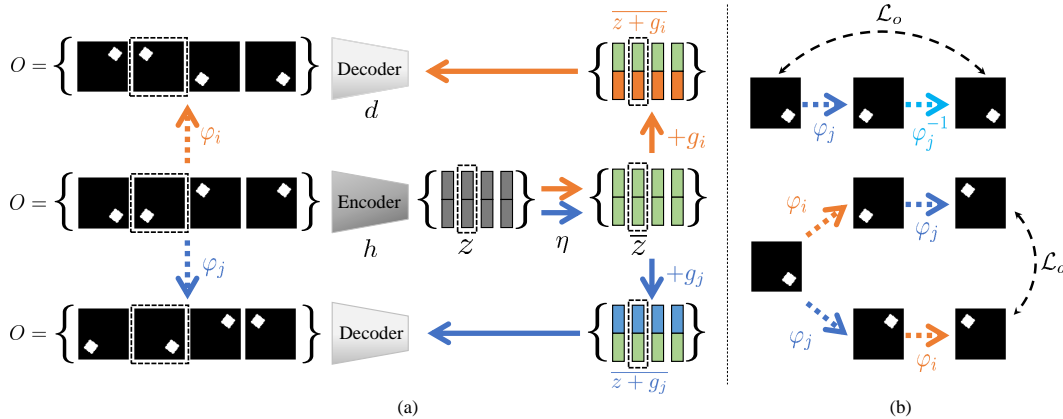 O = { } Decoder d { } z + g_i
φ_i + g_i
O = { } Encoder h { } z η { } z̄
φ_j + g_j
O = { } Decoder { } z + g_j
(a)
𝓛_o
φ_j φ_j^{-1}
φ_i φ_j
𝓛_o
φ_j φ_i
(b)